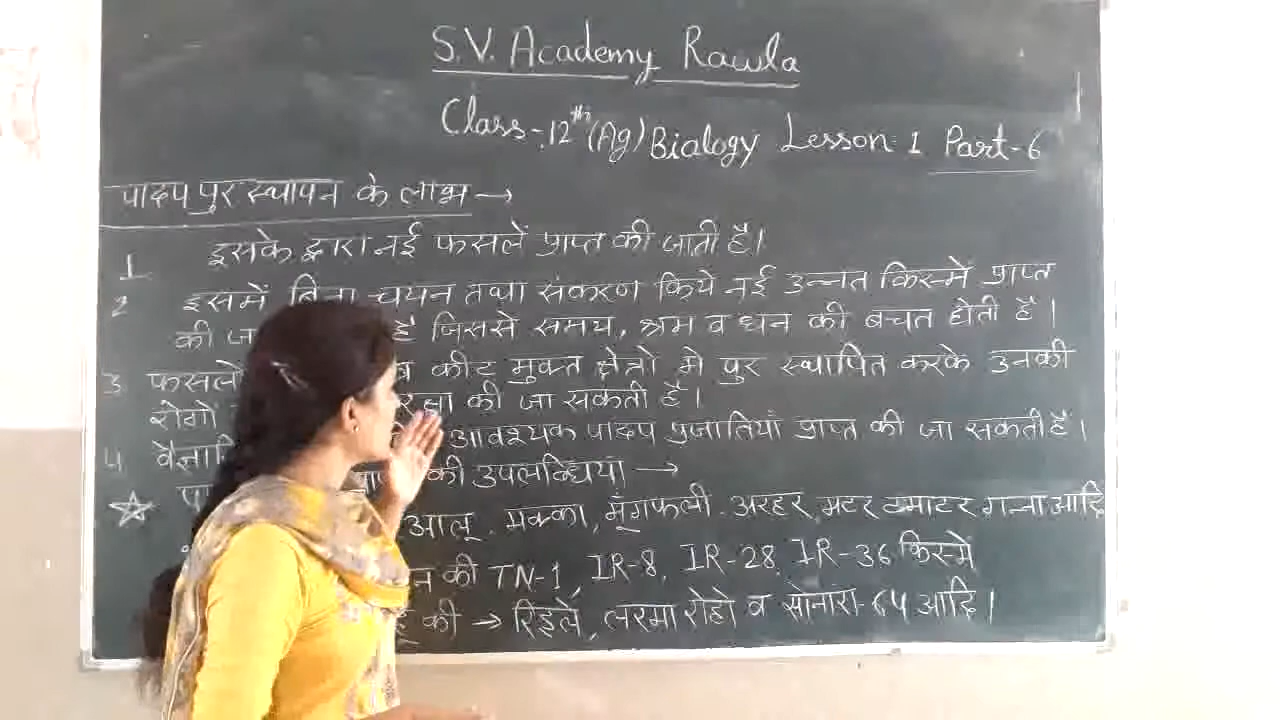 S.V. Academy Rawla
Class-12th (Ag) Bialogy Lesson 1 Part-6
पादप पुर स्थापन के लाभ →
1 इसके द्वारा नई फसलें प्राप्त की जाती है।
2 इसमें बिना चयन तथा संकरण किये नई उन्नत किस्में प्राप्त
की जा है जिससे समय, श्रम व धन की बचत होती है।
3 फसलों व कीट मुक्त क्षेत्रो मे पुर स्थापित करके उनकी
रोगो की जा सकती है।
4 आवश्यक पादप प्रजातियाँ प्राप्त की जा सकती है।
की उपलब्धियां →
आलू. मक्का, मूंगफली. अरहर, मटर टमाटर गन्ना आदि
की TN-1, IR-8, IR-28, IR-36 किस्में
की → रिडले, लरमा रोहो व सोनारा-64 आदि।